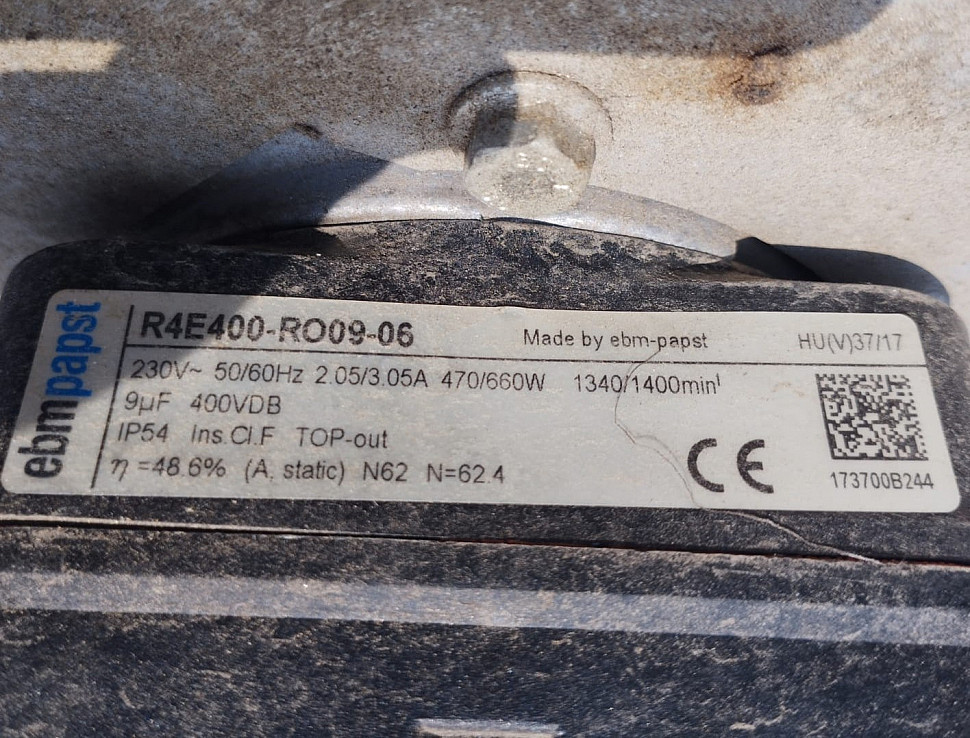 ebmpapst
R4E400-RO09-06 Made by ebm-papst HU(V)37/17
230V~ 50/60Hz 2.05/3.05A 470/660W 1340/1400min¹
9µF 400VDB
IP54 Ins.Cl.F TOP-out
η =48.6% (A, static) N62 N=62.4
CE
173700B244